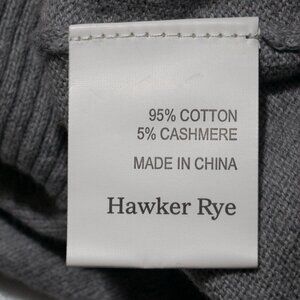 95% COTTON
5% CASHMERE
MADE IN CHINA
Hawker Rye